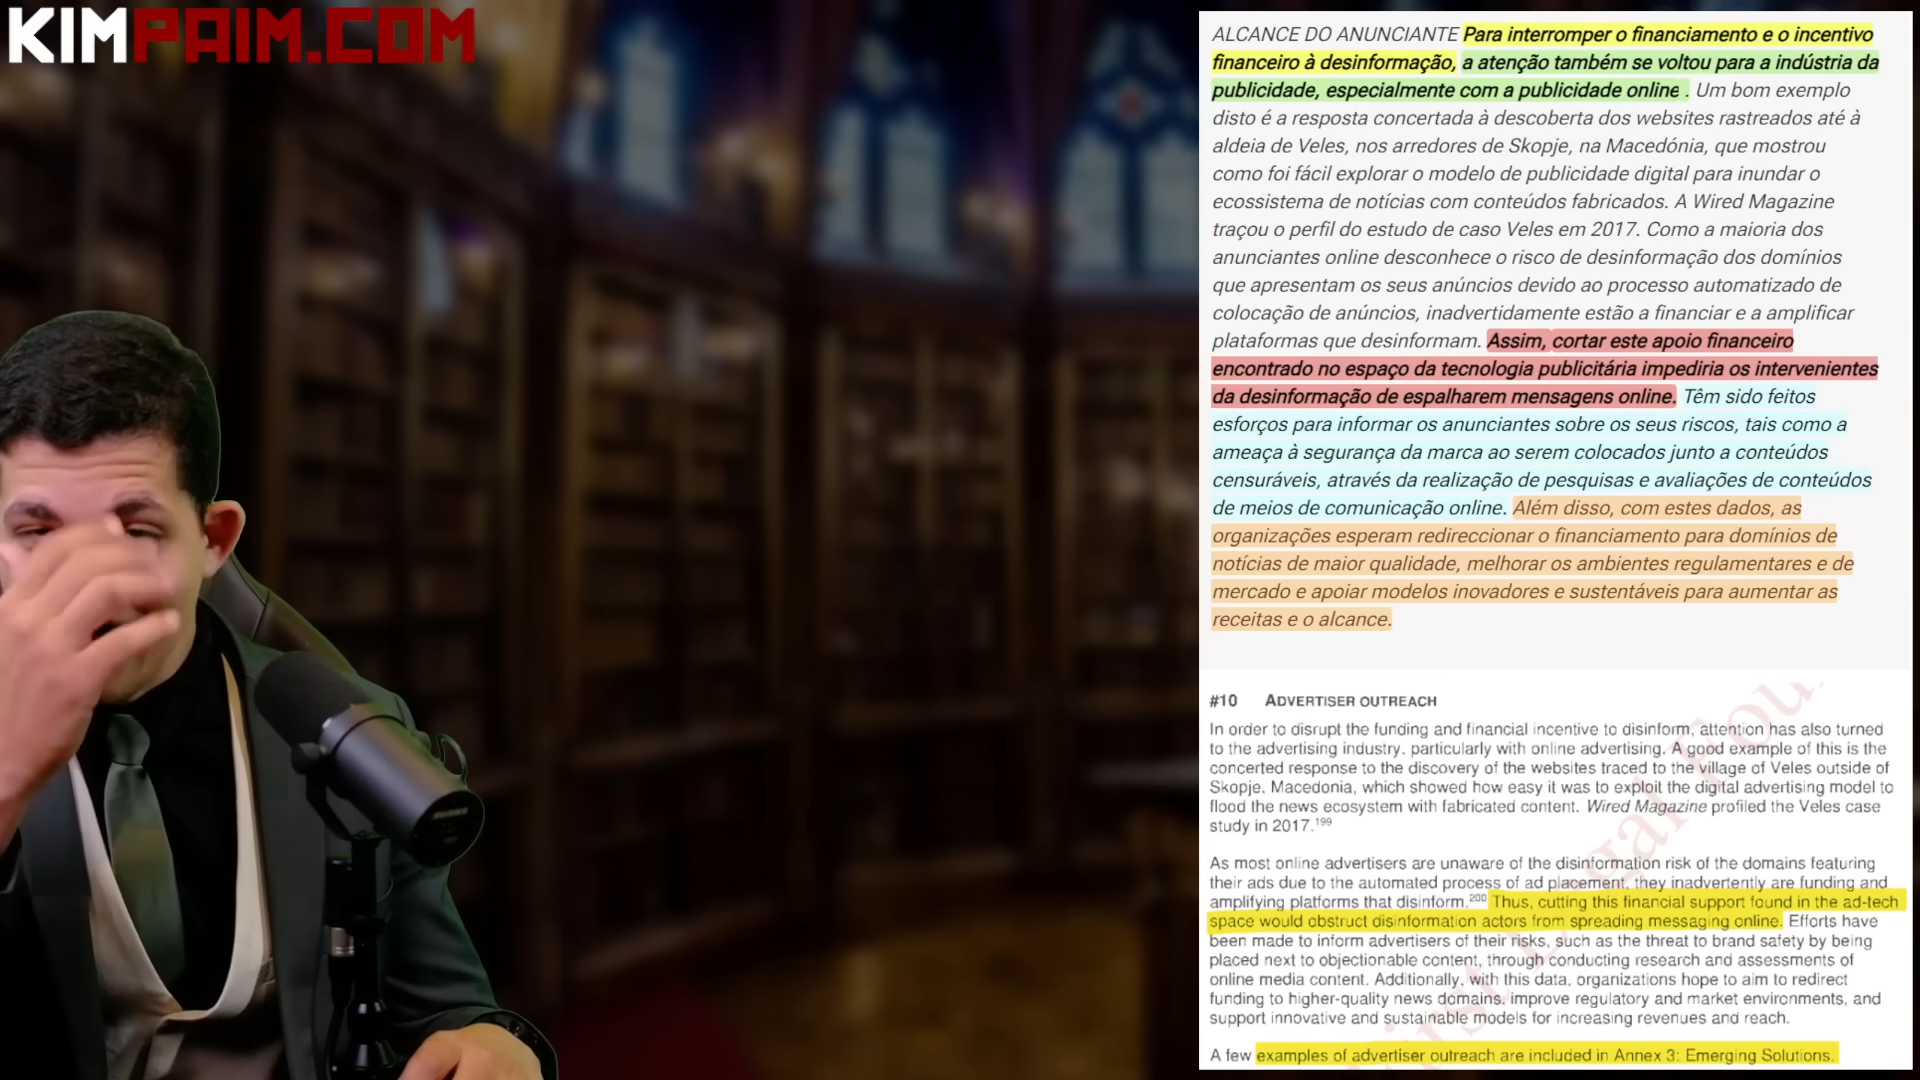 KIMPAIM.COM
ALCANCE DO ANUNCIANTE Para interromper o financiamento e o incentivo
financeiro à desinformação, a atenção também se voltou para a indústria da
publicidade, especialmente com a publicidade online . Um bom exemplo
disto é a resposta concertada à descoberta dos websites rastreados até à
aldeia de Veles, nos arredores de Skopje, na Macedónia, que mostrou
como foi fácil explorar o modelo de publicidade digital para inundar o
ecossistema de notícias com conteúdos fabricados. A Wired Magazine
traçou o perfil do estudo de caso Veles em 2017. Como a maioria dos
anunciantes online desconhece o risco de desinformação dos domínios
que apresentam os seus anúncios devido ao processo automatizado de
colocação de anúncios, inadvertidamente estão a financiar e a amplificar
plataformas que desinformam. Assim, cortar este apoio financeiro
encontrado no espaço da tecnologia publicitária impediria os intervenientes
da desinformação de espalharem mensagens online. Têm sido feitos
esforços para informar os anunciantes sobre os seus riscos, tais como a
ameaça à segurança da marca ao serem colocados junto a conteúdos
censuráveis, através da realização de pesquisas e avaliações de conteúdos
de meios de comunicação online. Além disso, com estes dados, as
organizações esperam redireccionar o financiamento para domínios de
notícias de maior qualidade, melhorar os ambientes regulamentares e de
mercado e apoiar modelos inovadores e sustentáveis para aumentar as
receitas e o alcance.
#10 ADVERTISER OUTREACH
In order to disrupt the funding and financial incentive to disinform, attention has also turned
to the advertising industry, particularly with online advertising. A good example of this is the
concerted response to the discovery of the websites traced to the village of Veles outside of
Skopje, Macedonia, which showed how easy it was to exploit the digital advertising model to
flood the news ecosystem with fabricated content. Wired Magazine profiled the Veles case
study in 2017.199
As most online advertisers are unaware of the disinformation risk of the domains featuring
their ads due to the automated process of ad placement, they inadvertently are funding and
amplifying platforms that disinform.200 Thus, cutting this financial support found in the ad-tech
space would obstruct disinformation actors from spreading messaging online. Efforts have
been made to inform advertisers of their risks, such as the threat to brand safety by being
placed next to objectionable content, through conducting research and assessments of
online media content. Additionally, with this data, organizations hope to aim to redirect
funding to higher-quality news domains, improve regulatory and market environments, and
support innovative and sustainable models for increasing revenues and reach.
A few examples of advertiser outreach are included in Annex 3: Emerging Solutions.